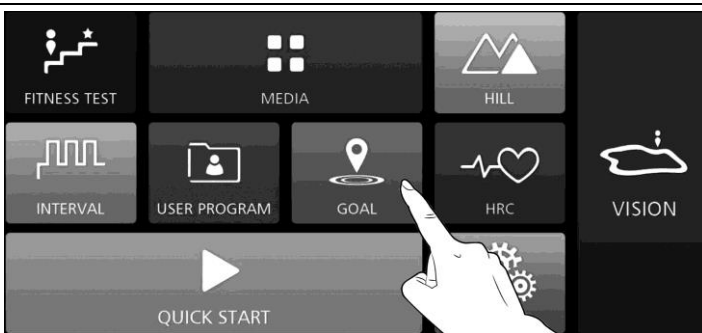 FITNESS TEST
MEDIA
HILL
INTERVAL
USER PROGRAM
GOAL
HRC
VISION
QUICK START